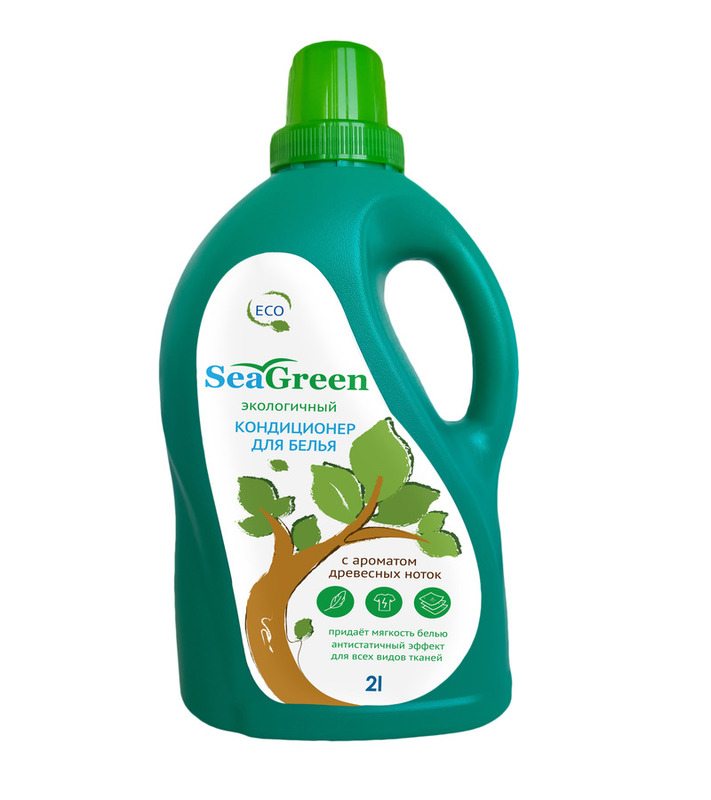 ECO
SeaGreen
экологичный
КОНДИЦИОНЕР
ДЛЯ БЕЛЬЯ
с ароматом
древесных ноток
придаёт мягкость белью
антистатичный эффект
для всех видов тканей
2l